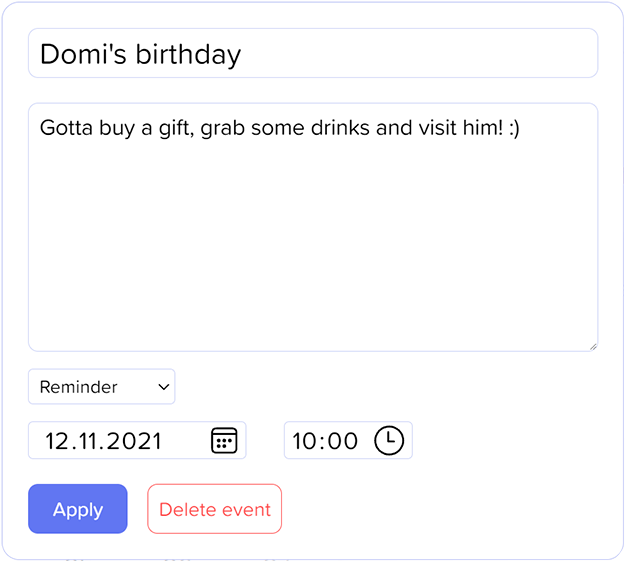 Domi's birthday
Gotta buy a gift, grab some drinks and visit him! :)
Reminder
12.11.2021 10:00
Apply Delete event